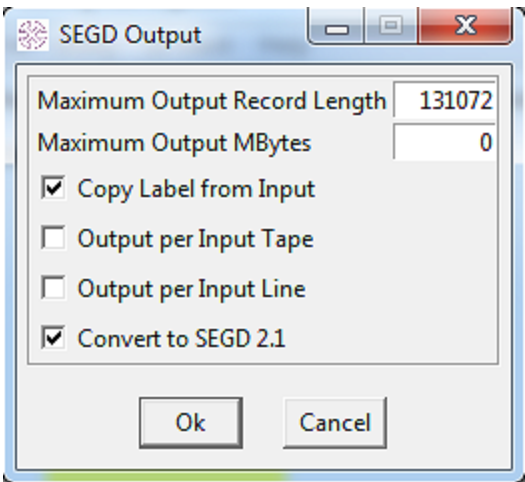 SEGD Output
Maximum Output Record Length 131072
Maximum Output MBytes 0
Copy Label from Input
Output per Input Tape
Output per Input Line
Convert to SEGD 2.1
Ok Cancel